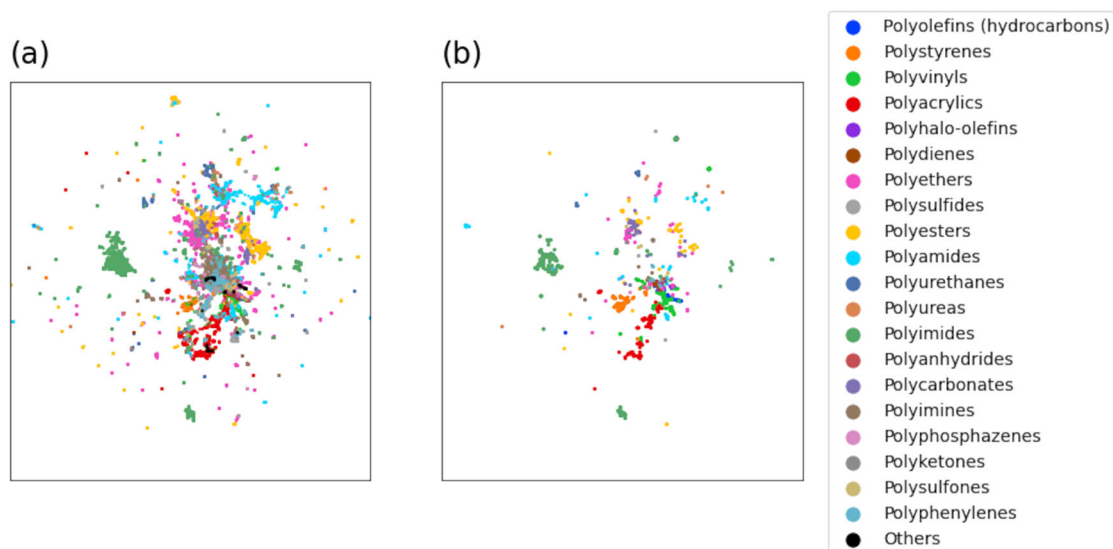 (a)
(b)
Polyolefins (hydrocarbons)
Polystyrenes
Polyvinyls
Polyacrylics
Polyhalo-olefins
Polydienes
Polyethers
Polysulfides
Polyesters
Polyamides
Polyurethanes
Polyureas
Polyimides
Polyanhydrides
Polycarbonates
Polyimines
Polyphosphazenes
Polyketones
Polysulfones
Polyphenylenes
Others